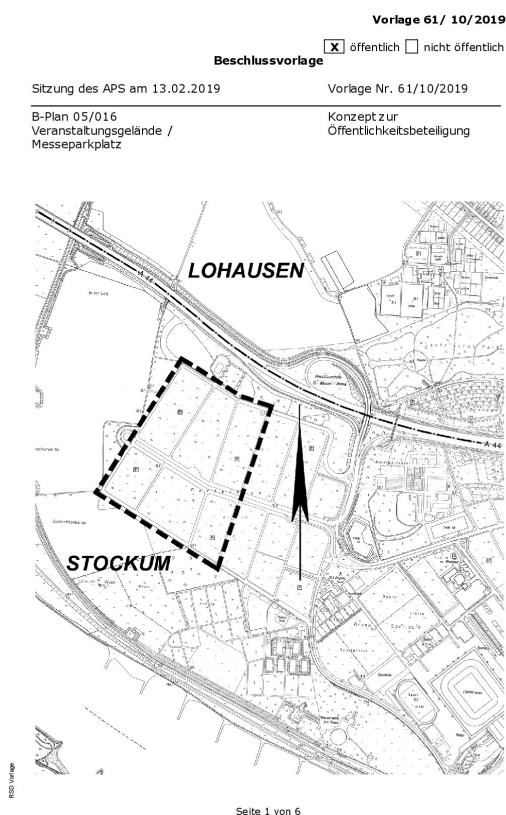 Vorlage 61/ 10/2019
X öffentlich nicht öffentlich
Beschlussvorlage
Sitzung des APS am 13.02.2019 Vorlage Nr. 61/10/2019
B-Plan 05/016 Konzept zur
Veranstaltungsgelände / Öffentlichkeitsbeteiligung
Messeparkplatz
LOHAUSEN
A 44
A 44
STOCKUM
RSD Vorlage
Seite 1 von 6